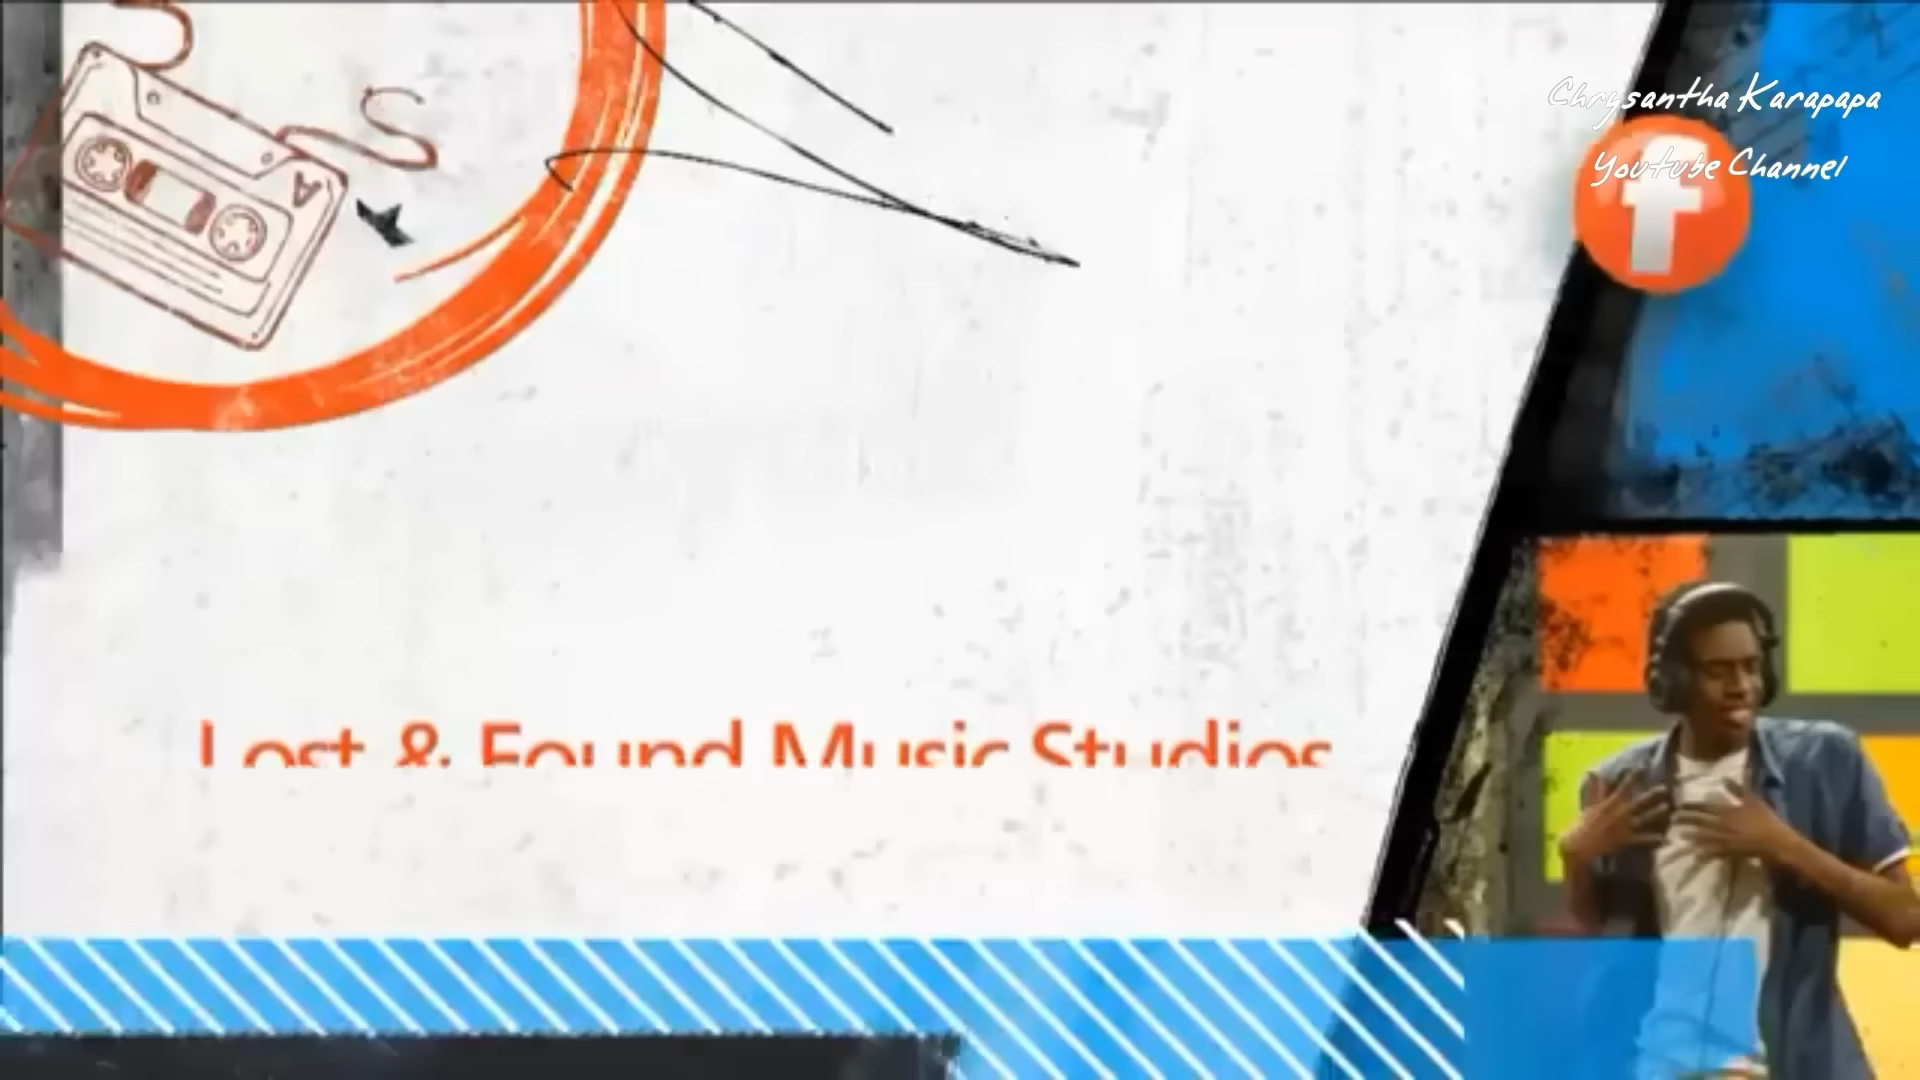 Chrysantha Karapapa
Youtube Channel
f
A
Lost & Found Music Studios